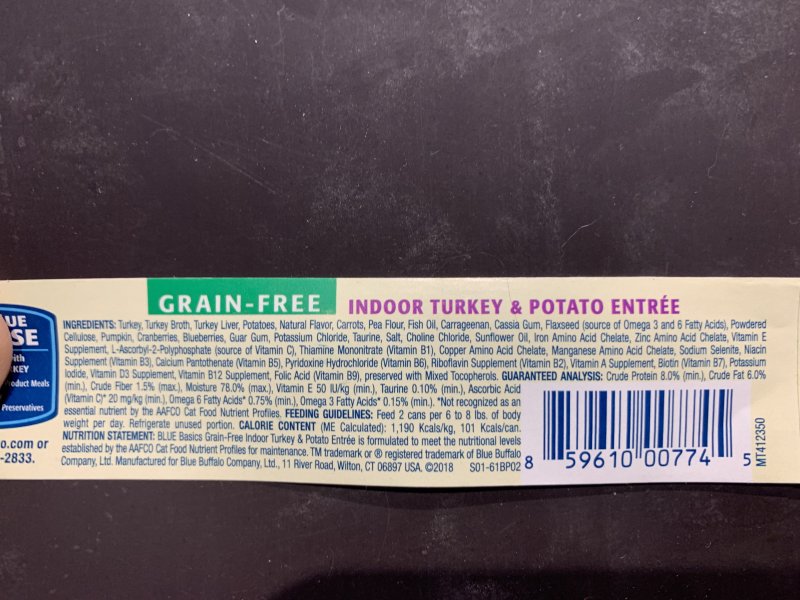 GRAIN-FREE INDOOR TURKEY & POTATO ENTRÉE
INGREDIENTS: Turkey, Turkey Broth, Turkey Liver, Potatoes, Natural Flavor, Carrots, Pea Flour, Fish Oil, Carrageenan, Cassia Gum, Flaxseed (source of Omega 3 and 6 Fatty Acids), Powdered
Cellulose, Pumpkin, Cranberries, Blueberries, Guar Gum, Potassium Chloride, Taurine, Salt, Choline Chloride, Sunflower Oil, Iron Amino Acid Chelate, Zinc Amino Acid Chelate, Vitamin E
Supplement, L-Ascorbyl-2-Polyphosphate (source of Vitamin C), Thiamine Mononitrate (Vitamin B1), Copper Amino Acid Chelate, Manganese Amino Acid Chelate, Sodium Selenite, Niacin
Supplement (Vitamin B3), Calcium Pantothenate (Vitamin B5), Pyridoxine Hydrochloride (Vitamin B6), Riboflavin Supplement (Vitamin B2), Vitamin A Supplement, Biotin (Vitamin B7), Potassium
Iodide, Vitamin D3 Supplement, Vitamin B12 Supplement, Folic Acid (Vitamin B9), preserved with Mixed Tocopherols. GUARANTEED ANALYSIS: Crude Protein 8.0% (min.), Crude Fat 6.0%
(min.), Crude Fiber 1.5% (max.), Moisture 78.0% (max.), Vitamin E 50 IU/kg (min.), Taurine 0.10% (min.), Ascorbic Acid
(Vitamin C)* 20 mg/kg (min.), Omega 6 Fatty Acids* 0.75% (min.), Omega 3 Fatty Acids* 0.15% (min.). *Not recognized as an
essential nutrient by the AAFCO Cat Food Nutrient Profiles. FEEDING GUIDELINES: Feed 2 cans per 6 to 8 lbs. of body
weight per day. Refrigerate unused portion. CALORIE CONTENT (ME Calculated): 1,190 Kcals/kg, 101 Kcals/can.
NUTRITION STATEMENT: BLUE Basics Grain-Free Indoor Turkey & Potato Entrée is formulated to meet the nutritional levels
established by the AAFCO Cat Food Nutrient Profiles for maintenance. TM trademark or ® registered trademark of Blue Buffalo
Company, Ltd. Manufactured for Blue Buffalo Company, Ltd., 11 River Road, Wilton, CT 06897 USA. ©2018 S01-61BP02
8 59610 00774 5
MT412350
UE
SE
ith
KEY
oduct Meals
Preservatives
o.com or
-2833.